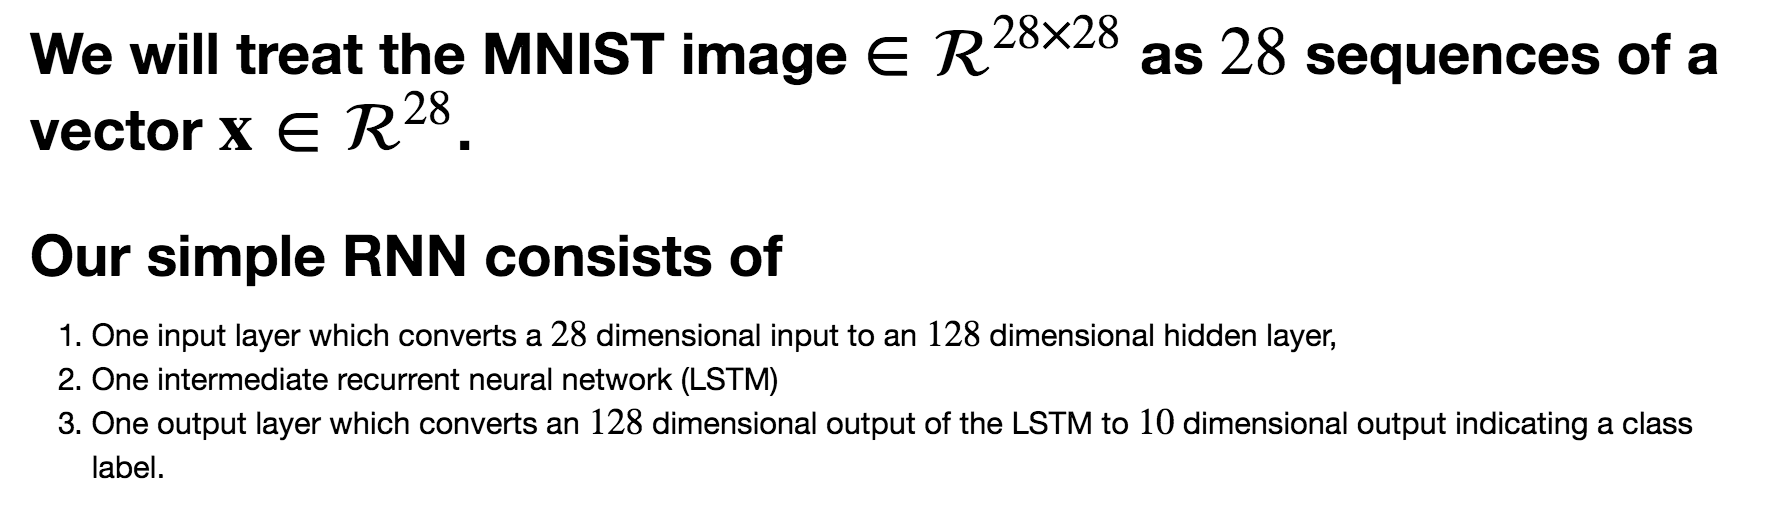 We will treat the MNIST image ∈ ℛ^{28×28} as 28 sequences of a
vector x ∈ ℛ^{28}.
Our simple RNN consists of
1. One input layer which converts a 28 dimensional input to an 128 dimensional hidden layer,
2. One intermediate recurrent neural network (LSTM)
3. One output layer which converts an 128 dimensional output of the LSTM to 10 dimensional output indicating a class
label.